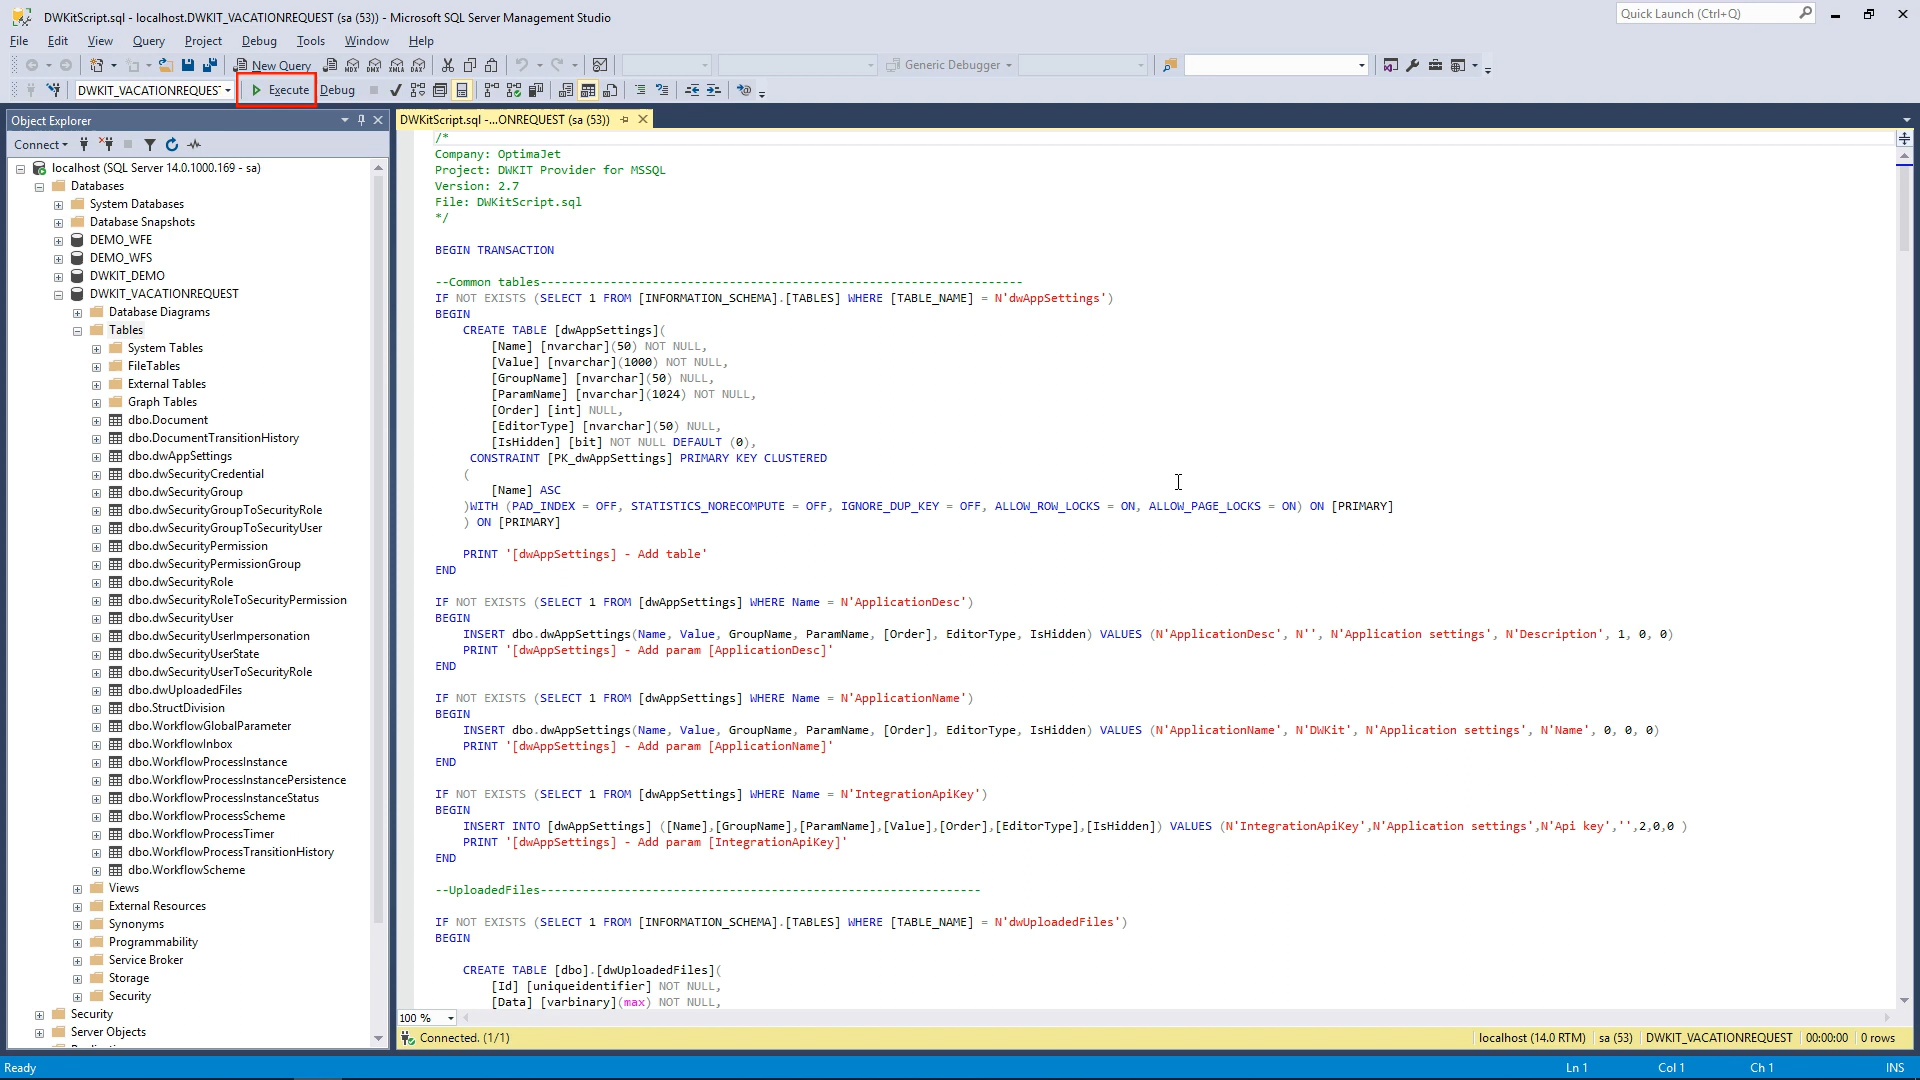 DWKitScript.sql - localhost.DWKIT_VACATIONREQUEST (sa (53)) - Microsoft SQL Server Management Studio
Quick Launch (Ctrl+Q)
File Edit View Query Project Debug Tools Window Help
New Query
Generic Debugger
DWKIT_VACATIONREQUES
Execute Debug
Object Explorer
DWKitScript.sql -...ONREQUEST (sa (53))
Connect
localhost (SQL Server 14.0.1000.169 - sa)
Databases
System Databases
Database Snapshots
DEMO_WFE
DEMO_WFS
DWKIT_DEMO
DWKIT_VACATIONREQUEST
Database Diagrams
Tables
System Tables
FileTables
External Tables
Graph Tables
dbo.Document
dbo.DocumentTransitionHistory
dbo.dwAppSettings
dbo.dwSecurityCredential
dbo.dwSecurityGroup
dbo.dwSecurityGroupToSecurityRole
dbo.dwSecurityGroupToSecurityUser
dbo.dwSecurityPermission
dbo.dwSecurityPermissionGroup
dbo.dwSecurityRole
dbo.dwSecurityRoleToSecurityPermission
dbo.dwSecurityUser
dbo.dwSecurityUserImpersonation
dbo.dwSecurityUserState
dbo.dwSecurityUserToSecurityRole
dbo.dwUploadedFiles
dbo.StructDivision
dbo.WorkflowGlobalParameter
dbo.WorkflowInbox
dbo.WorkflowProcessInstance
dbo.WorkflowProcessInstancePersistence
dbo.WorkflowProcessInstanceStatus
dbo.WorkflowProcessScheme
dbo.WorkflowProcessTimer
dbo.WorkflowProcessTransitionHistory
dbo.WorkflowScheme
Views
External Resources
Synonyms
Programmability
Service Broker
Storage
Security
Security
Server Objects
/*
Company: OptimaJet
Project: DWKIT Provider for MSSQL
Version: 2.7
File: DWKitScript.sql
*/
BEGIN TRANSACTION
--Common tables---------------------------------------------------------------------
IF NOT EXISTS (SELECT 1 FROM [INFORMATION_SCHEMA].[TABLES] WHERE [TABLE_NAME] = N'dwAppSettings')
BEGIN
CREATE TABLE [dwAppSettings](
[Name] [nvarchar](50) NOT NULL,
[Value] [nvarchar](1000) NOT NULL,
[GroupName] [nvarchar](50) NULL,
[ParamName] [nvarchar](1024) NOT NULL,
[Order] [int] NULL,
[EditorType] [nvarchar](50) NULL,
[IsHidden] [bit] NOT NULL DEFAULT (0),
CONSTRAINT [PK_dwAppSettings] PRIMARY KEY CLUSTERED
(
[Name] ASC
)WITH (PAD_INDEX = OFF, STATISTICS_NORECOMPUTE = OFF, IGNORE_DUP_KEY = OFF, ALLOW_ROW_LOCKS = ON, ALLOW_PAGE_LOCKS = ON) ON [PRIMARY]
) ON [PRIMARY]
PRINT '[dwAppSettings] - Add table'
END
IF NOT EXISTS (SELECT 1 FROM [dwAppSettings] WHERE Name = N'ApplicationDesc')
BEGIN
INSERT dbo.dwAppSettings(Name, Value, GroupName, ParamName, [Order], EditorType, IsHidden) VALUES (N'ApplicationDesc', N'', N'Application settings', N'Description', 1, 0, 0)
PRINT '[dwAppSettings] - Add param [ApplicationDesc]'
END
IF NOT EXISTS (SELECT 1 FROM [dwAppSettings] WHERE Name = N'ApplicationName')
BEGIN
INSERT dbo.dwAppSettings(Name, Value, GroupName, ParamName, [Order], EditorType, IsHidden) VALUES (N'ApplicationName', N'DWKit', N'Application settings', N'Name', 0, 0, 0)
PRINT '[dwAppSettings] - Add param [ApplicationName]'
END
IF NOT EXISTS (SELECT 1 FROM [dwAppSettings] WHERE Name = N'IntegrationApiKey')
BEGIN
INSERT INTO [dwAppSettings] ([Name],[GroupName],[ParamName],[Value],[Order],[EditorType],[IsHidden]) VALUES (N'IntegrationApiKey',N'Application settings',N'Api key','',2,0,0 )
PRINT '[dwAppSettings] - Add param [IntegrationApiKey]'
END
--UploadedFiles---------------------------------------------------------------
IF NOT EXISTS (SELECT 1 FROM [INFORMATION_SCHEMA].[TABLES] WHERE [TABLE_NAME] = N'dwUploadedFiles')
BEGIN
CREATE TABLE [dbo].[dwUploadedFiles](
[Id] [uniqueidentifier] NOT NULL,
[Data] [varbinary](max) NOT NULL,
100 %
Connected. (1/1)
localhost (14.0 RTM) sa (53) DWKIT_VACATIONREQUEST 00:00:00 0 rows
Ready
Ln 1 Col 1 Ch 1 INS